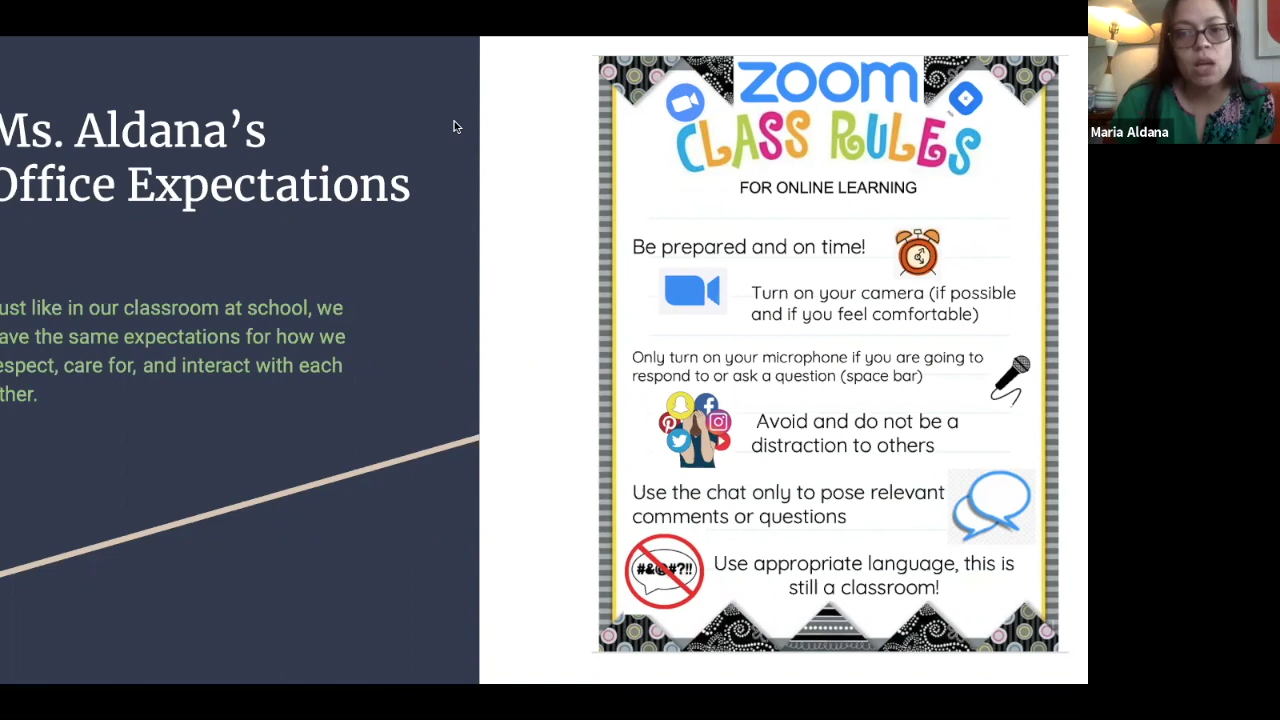 Ms. Aldana's
Office Expectations
ust like in our classroom at school, we
ave the same expectations for how we
espect, care for, and interact with each
ther.
zoom
CLASS RULES
FOR ONLINE LEARNING
Be prepared and on time!
Turn on your camera (if possible
and if you feel comfortable)
Only turn on your microphone if you are going to
respond to or ask a question (space bar)
Avoid and do not be a
distraction to others
Use the chat only to pose relevant
comments or questions
#&@#?!!
Use appropriate language, this is
still a classroom!
Maria Aldana